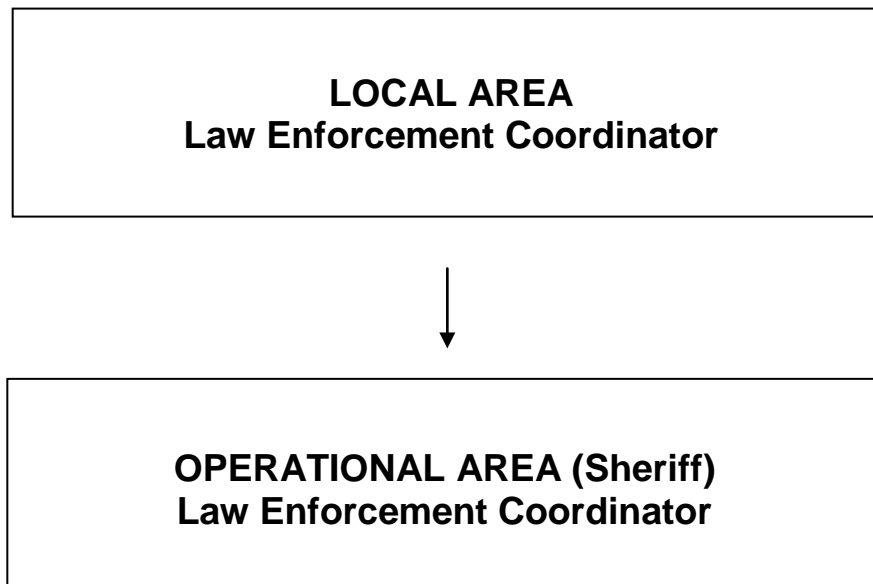 LOCAL AREA
Law Enforcement Coordinator
OPERATIONAL AREA (Sheriff)
Law Enforcement Coordinator